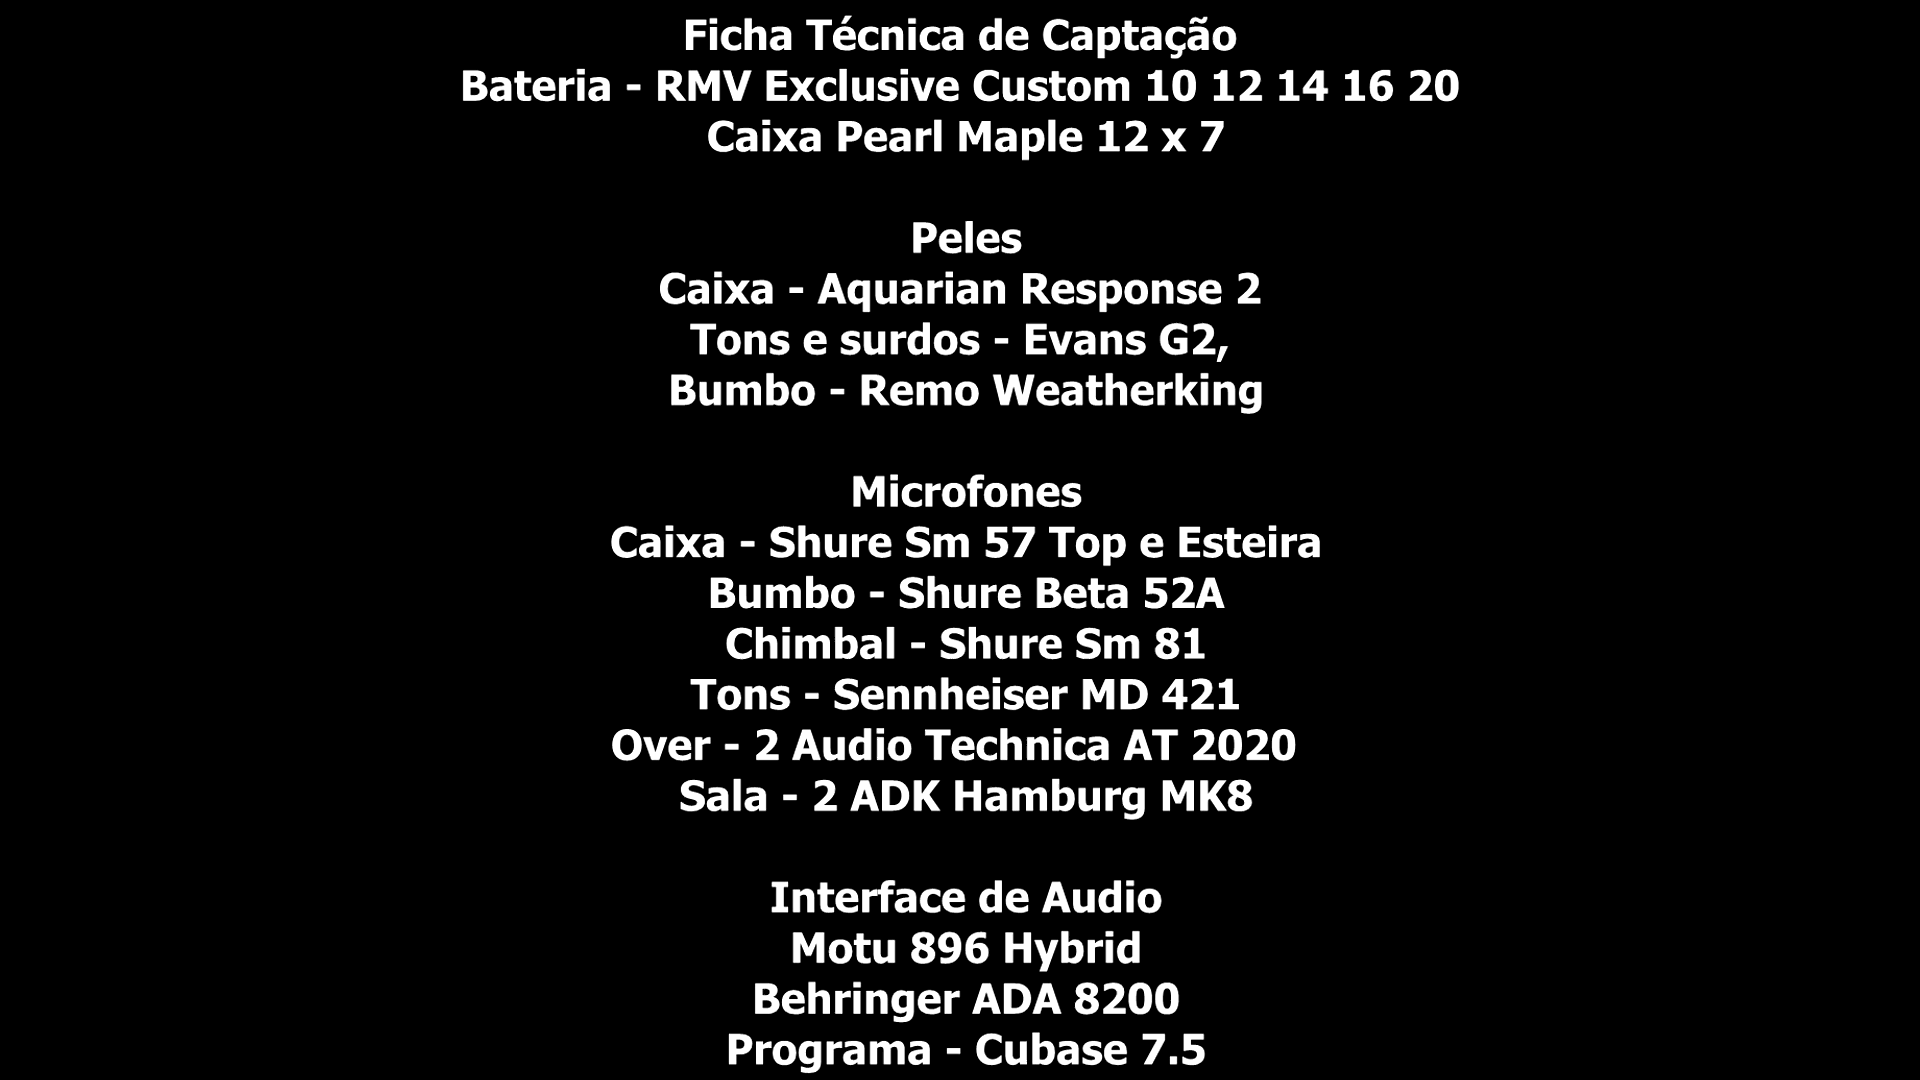 Ficha Técnica de Captação
Bateria - RMV Exclusive Custom 10 12 14 16 20
Caixa Pearl Maple 12 x 7
Peles
Caixa - Aquarian Response 2
Tons e surdos - Evans G2,
Bumbo - Remo Weatherking
Microfones
Caixa - Shure Sm 57 Top e Esteira
Bumbo - Shure Beta 52A
Chimbal - Shure Sm 81
Tons - Sennheiser MD 421
Over - 2 Audio Technica AT 2020
Sala - 2 ADK Hamburg MK8
Interface de Audio
Motu 896 Hybrid
Behringer ADA 8200
Programa - Cubase 7.5